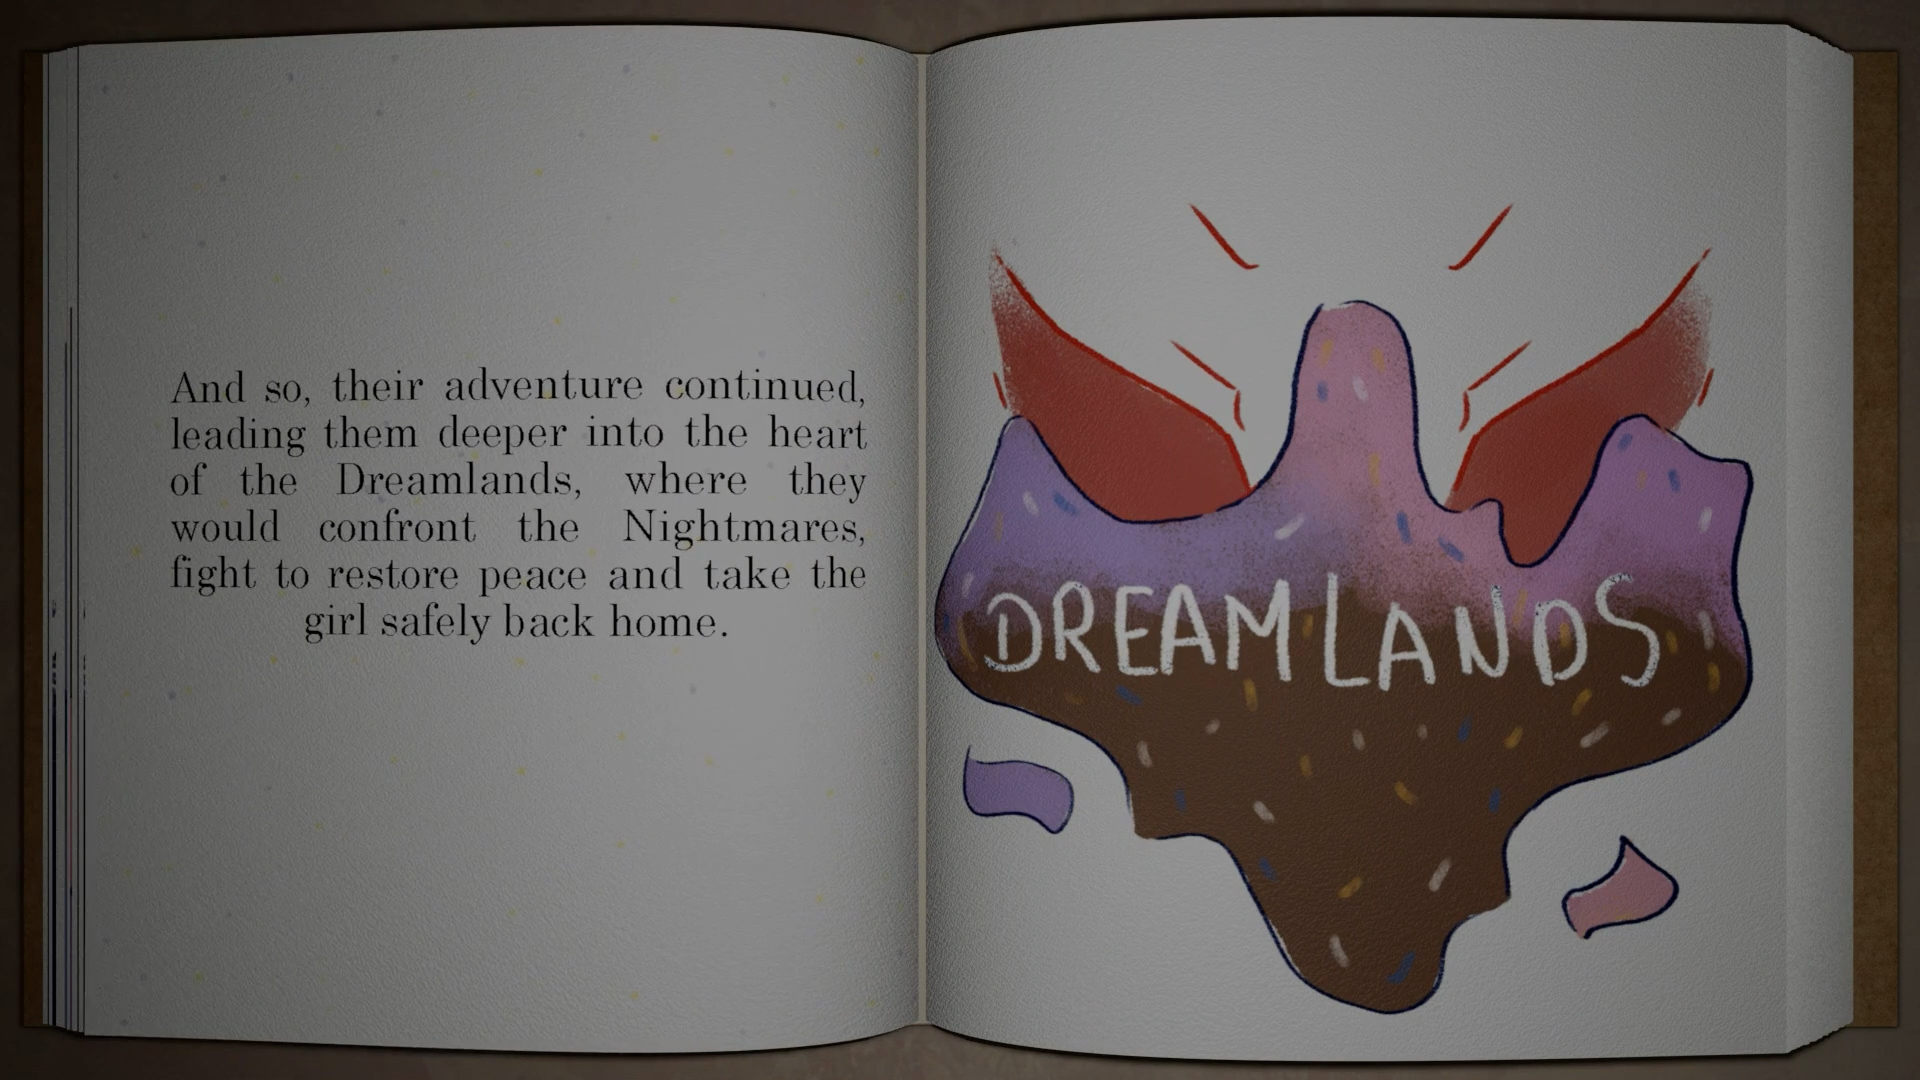 And so, their adventure continued,
leading them deeper into the heart
of the Dreamlands, where they
would confront the Nightmares,
fight to restore peace and take the
girl safely back home.
DREAMLANDS